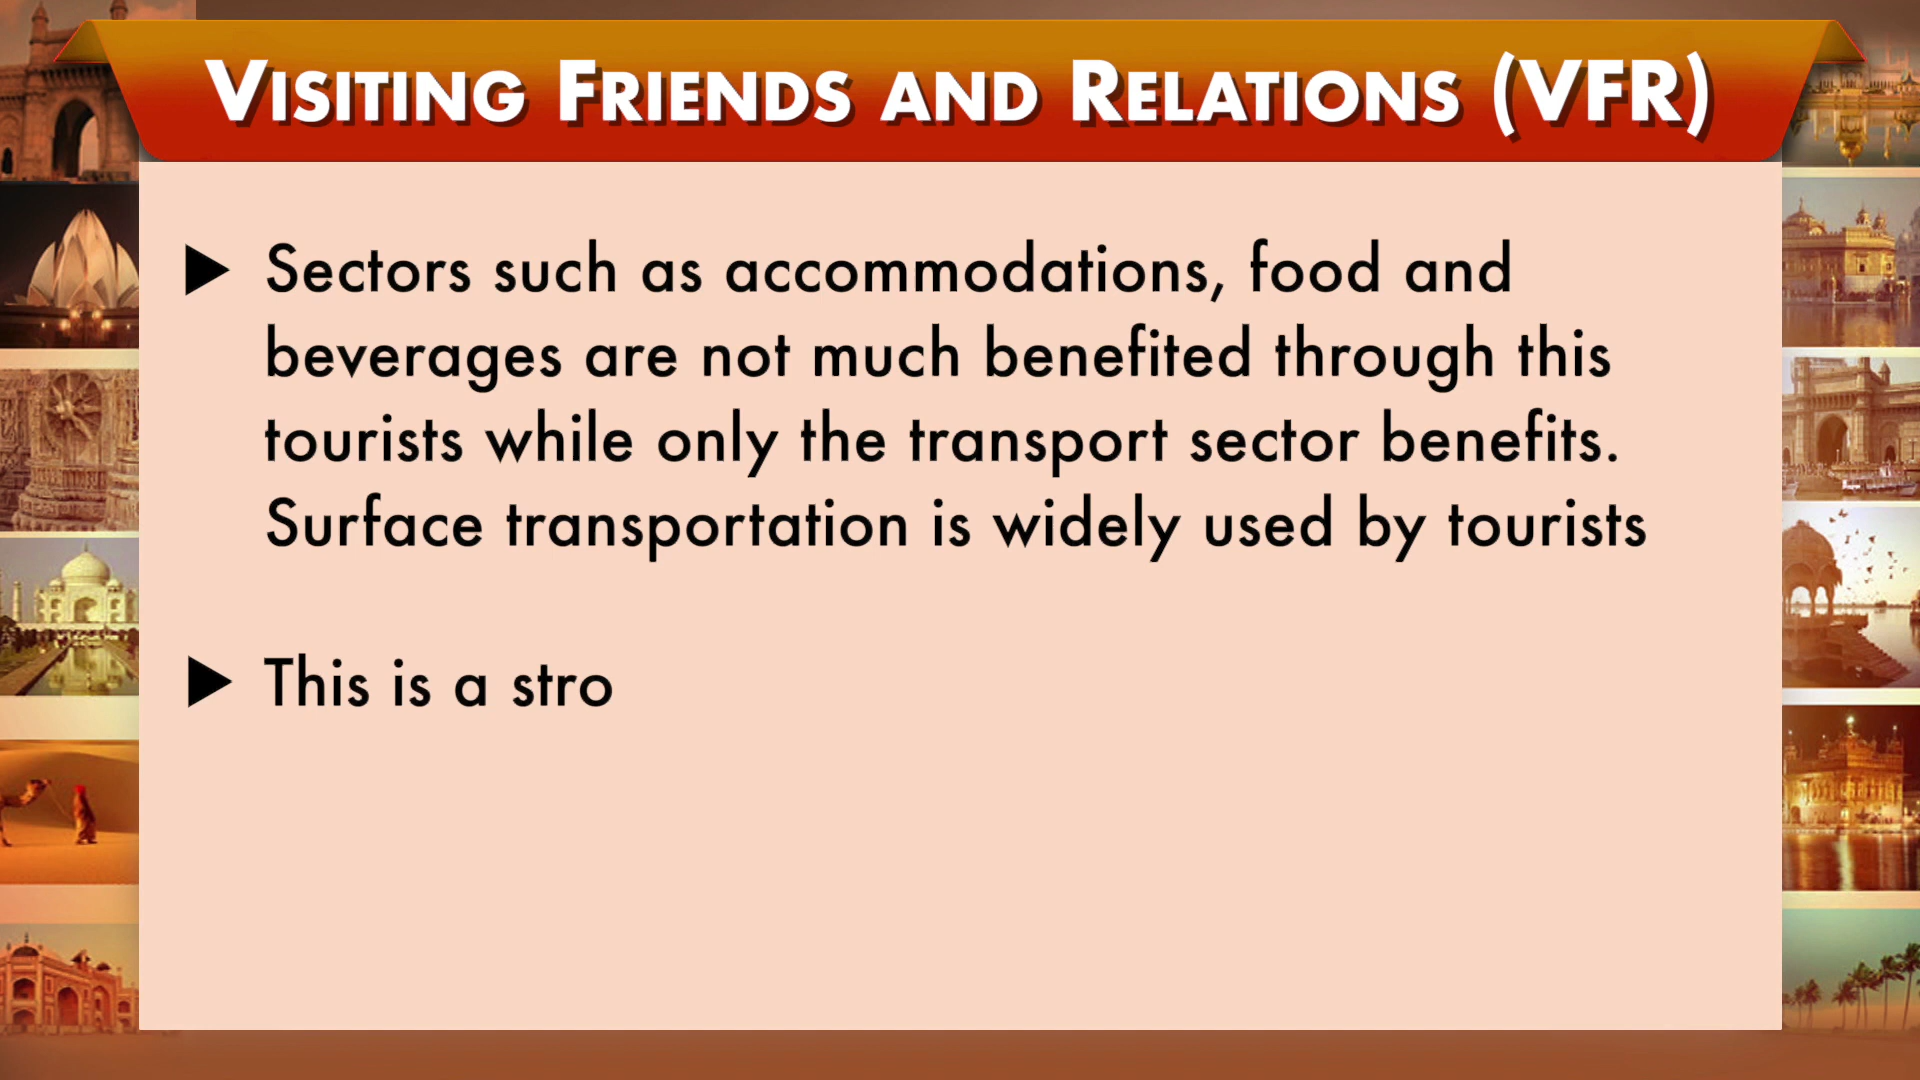 VISITING FRIENDS AND RELATIONS (VFR)
Sectors such as accommodations, food and
beverages are not much benefited through this
tourists while only the transport sector benefits.
Surface transportation is widely used by tourists
This is a stro